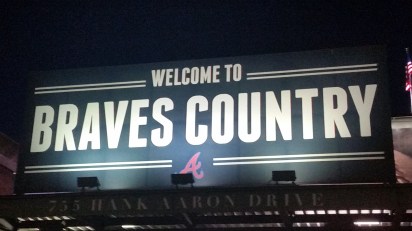 WELCOME TO
BRAVES COUNTRY
A
755 HANK AARON DRIVE